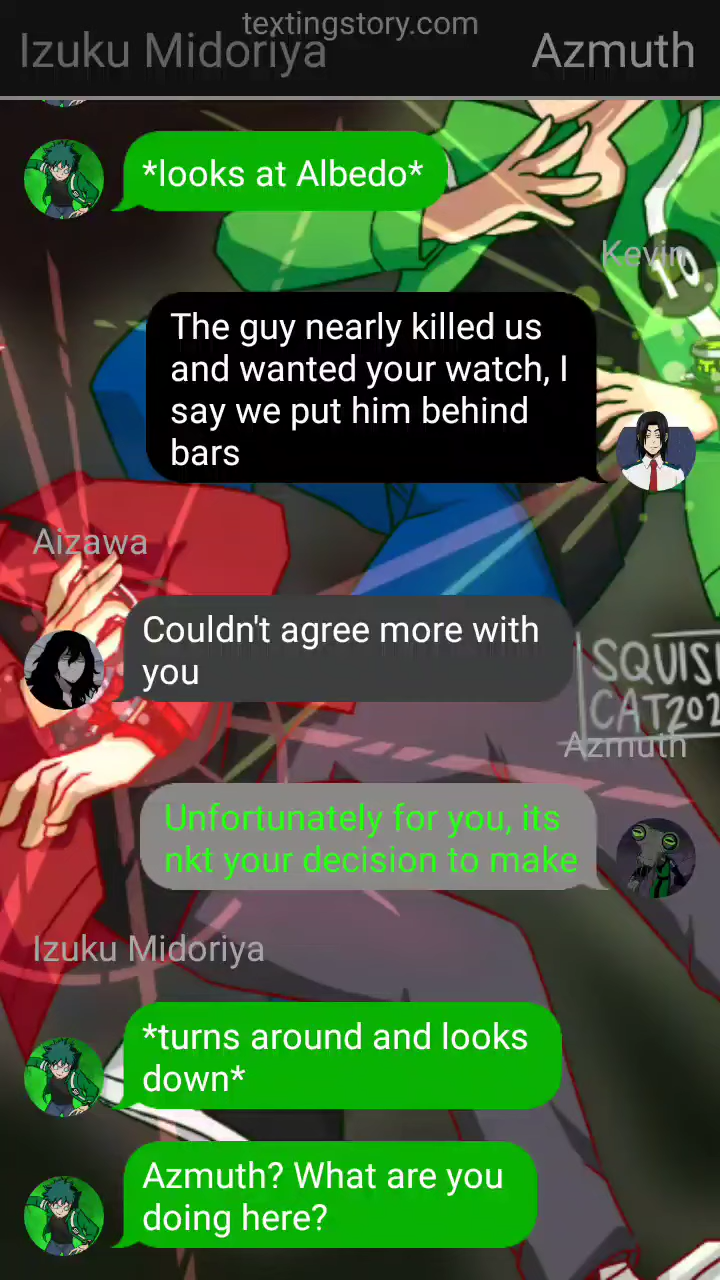 textingstory.com
Izuku Midoriya
Azmuth
*looks at Albedo*
Kevin
10
The guy nearly killed us
and wanted your watch, I
say we put him behind
bars
Aizawa
Couldn't agree more with
you
SQUIS
CAT202
Azmuth
Unfortunately for you, its
nkt your decision to make
Izuku Midoriya
*turns around and looks
down*
Azmuth? What are you
doing here?